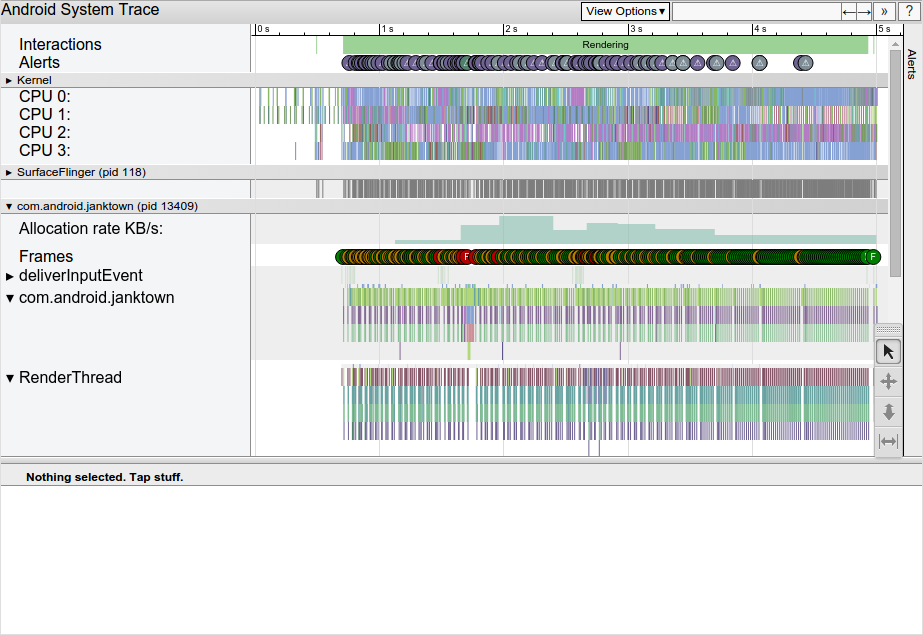 Android System Trace
View Options▾
←
→
»
?
0 s
1 s
2 s
3 s
4 s
5 s
Interactions
Rendering
Alerts
Alerts
▸ Kernel
CPU 0:
CPU 1:
CPU 2:
CPU 3:
▸ SurfaceFlinger (pid 118)
▾ com.android.janktown (pid 13409)
Allocation rate KB/s:
Frames
F
F
▸ deliverInputEvent
▾ com.android.janktown
▾ RenderThread
Nothing selected. Tap stuff.